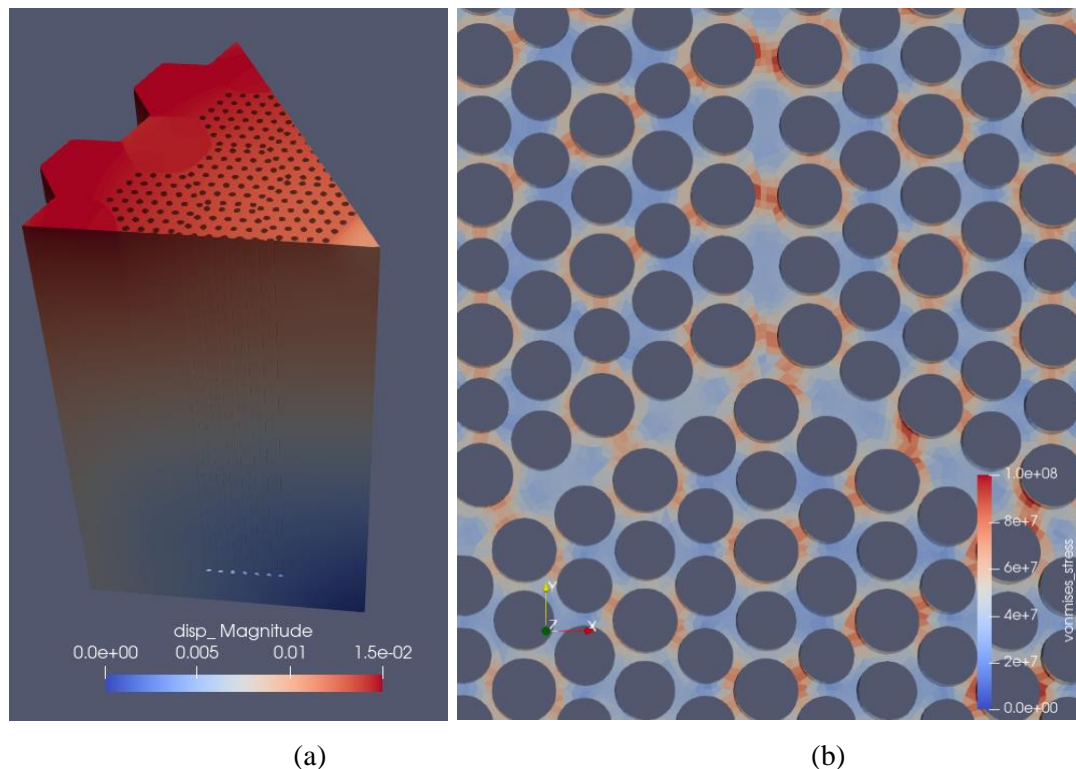 disp_ Magnitude
0.0e+00 0.005 0.01 1.5e-02
(a)
Y
Z X
1.0e+08
8e+7
6e+7
4e+7
2e+7
0.0e+00
vonmises_stress
(b)